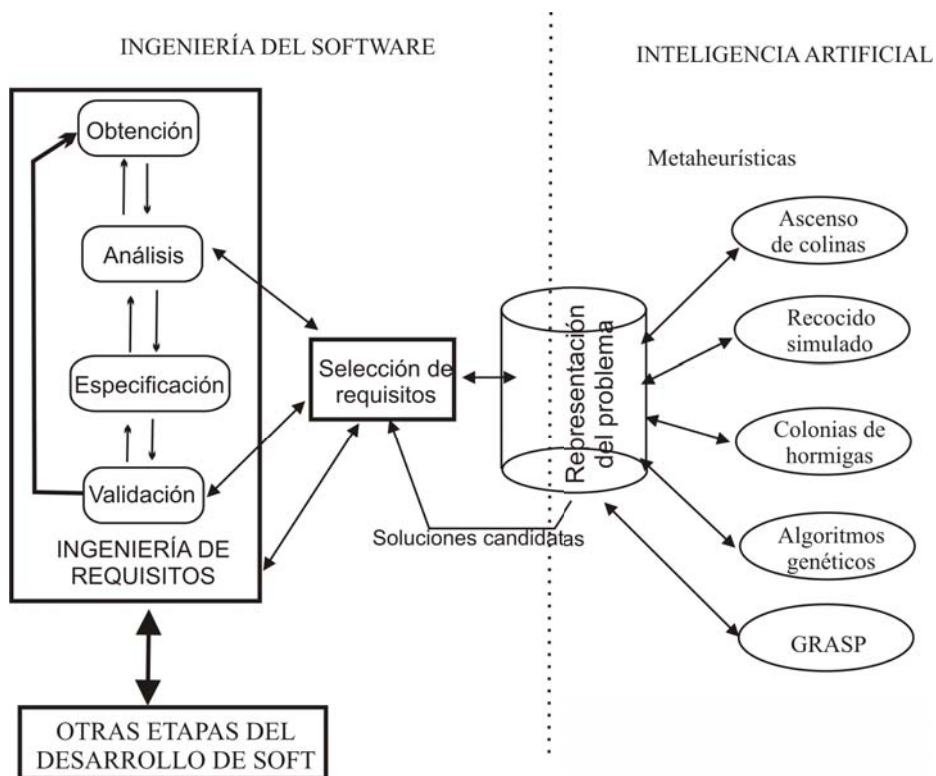 INGENIERÍA DEL SOFTWARE
INTELIGENCIA ARTIFICIAL
Obtención
Análisis
Especificación
Validación
INGENIERÍA DE
REQUISITOS
OTRAS ETAPAS DEL
DESARROLLO DE SOFT
Selección de
requisitos
Soluciones candidatas
Representación
del problema
Metaheurísticas
Ascenso
de colinas
Recocido
simulado
Colonias de
hormigas
Algoritmos
genéticos
GRASP